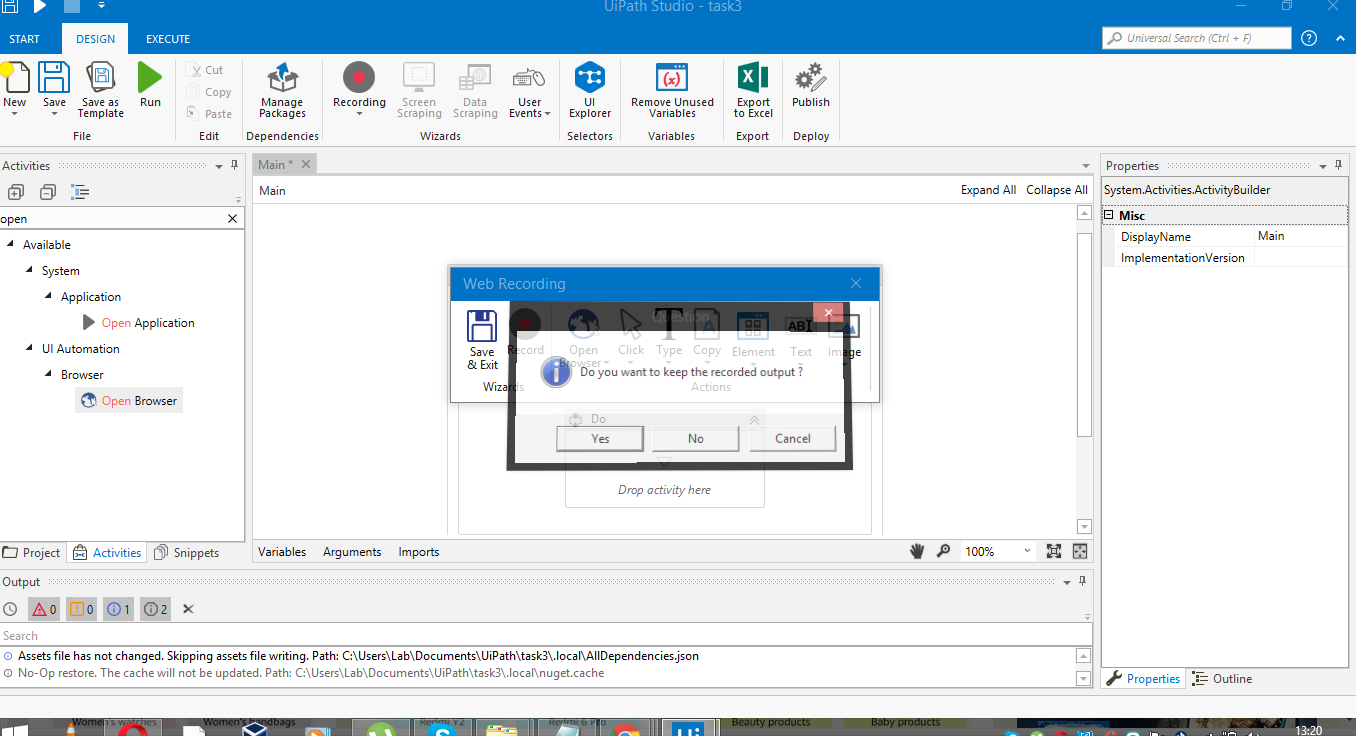 UiPath Studio - task3
START DESIGN EXECUTE
Universal Search (Ctrl + F)
New Save Save as Template Run
Cut
Copy
Paste
Manage Packages
Recording Screen Scraping Data Scraping User Events
UI Explorer
Remove Unused Variables
Export to Excel
Publish
File Edit Dependencies Wizards Selectors Variables Export Deploy
Activities
open
Available
System
Application
Open Application
UI Automation
Browser
Open Browser
Project Activities Snippets
Main *
Main Expand All Collapse All
Web Recording
Question
Save & Exit Record Open Browser Click Type Copy Element Text Image
Wizards Actions
Do you want to keep the recorded output ?
Do
Yes No Cancel
Drop activity here
Variables Arguments Imports 100%
Properties
System.Activities.ActivityBuilder
Misc
DisplayName Main
ImplementationVersion
Properties Outline
Output
0 0 1 2
Search
Assets file has not changed. Skipping assets file writing. Path: C:\Users\Lab\Documents\UiPath\task3\.local\AllDependencies.json
No-Op restore. The cache will not be updated. Path: C:\Users\Lab\Documents\UiPath\task3\.local\nuget.cache
Women's watches Women's handbags Redmi Y2 Redmi 6 Pro Beauty products Baby products
13:20